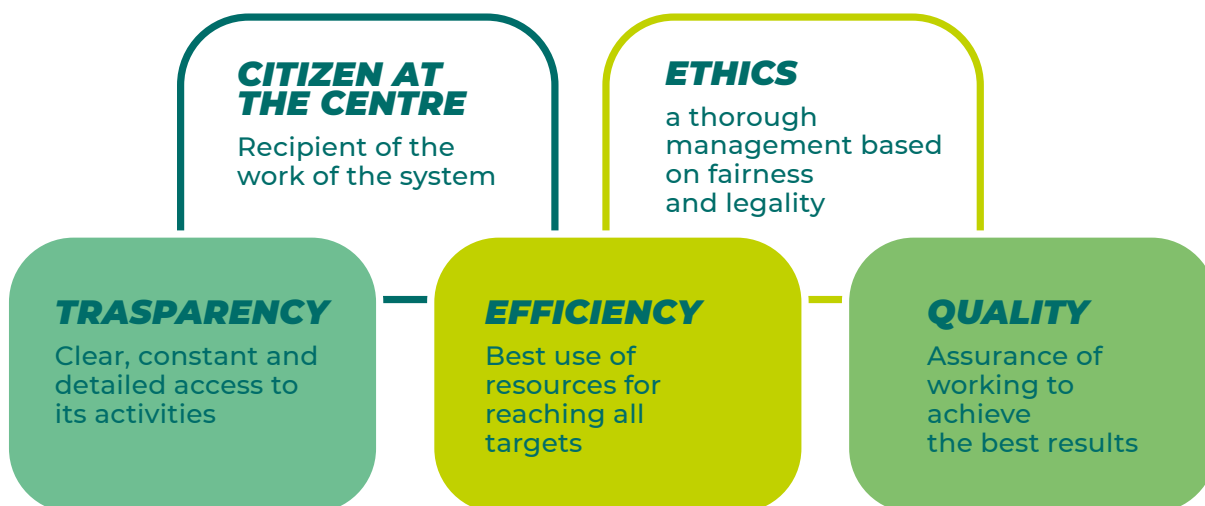 CITIZEN AT
THE CENTRE
Recipient of the
work of the system
ETHICS
a thorough
management based
on fairness
and legality
TRASPARENCY
Clear, constant and
detailed access to
its activities
EFFICIENCY
Best use of
resources for
reaching all
targets
QUALITY
Assurance of
working to
achieve
the best results